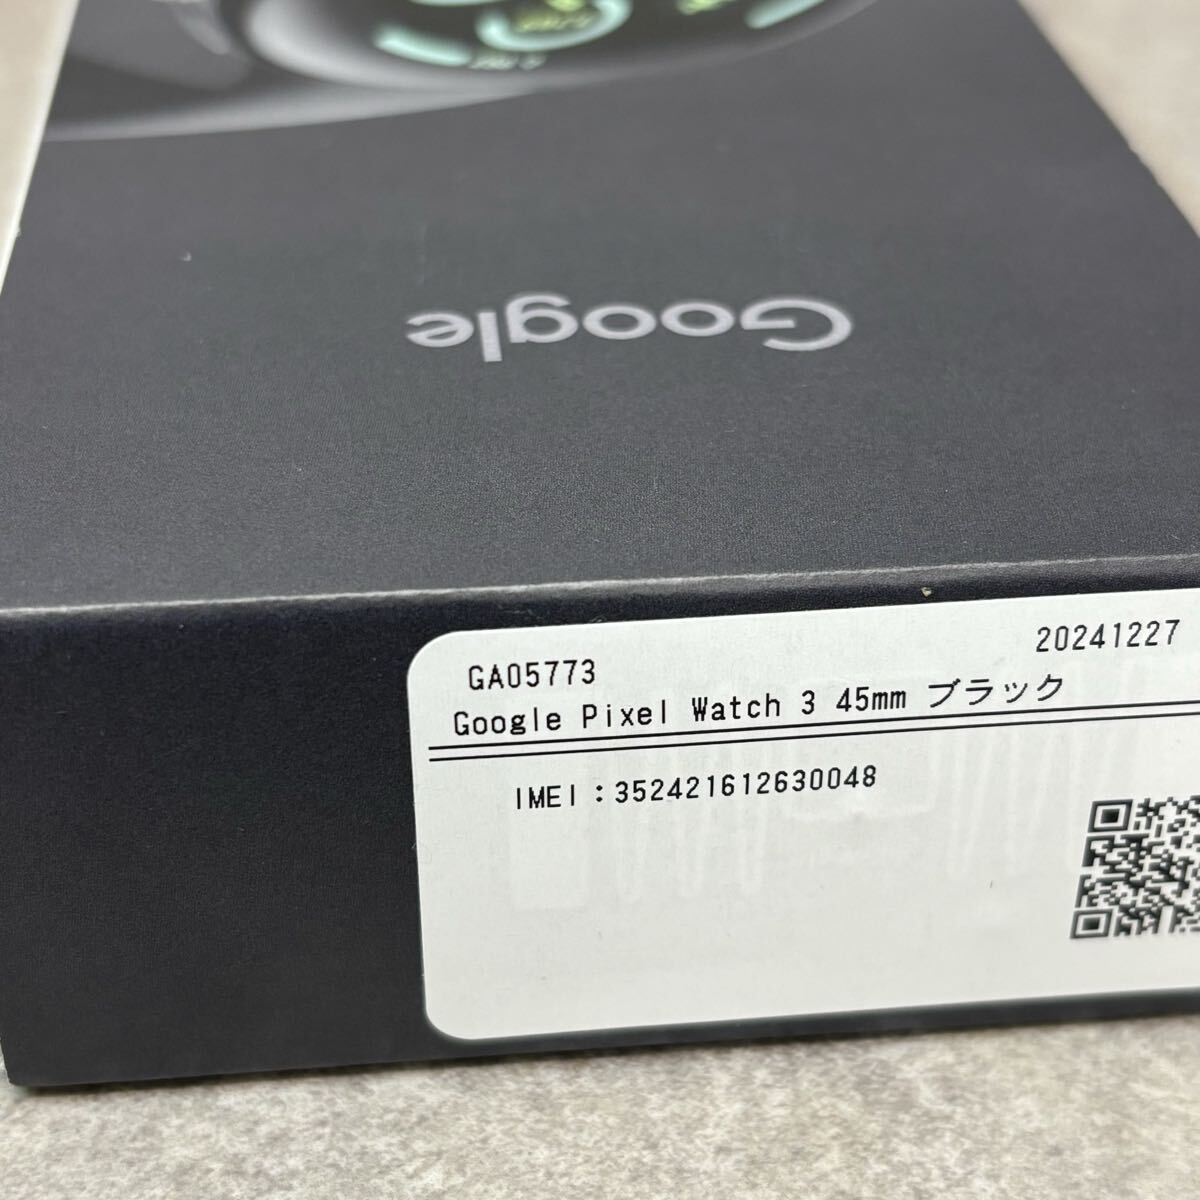 Google
GA05773
20241227
Google Pixel Watch 3 45mm ブラック
IMEI：352421612630048